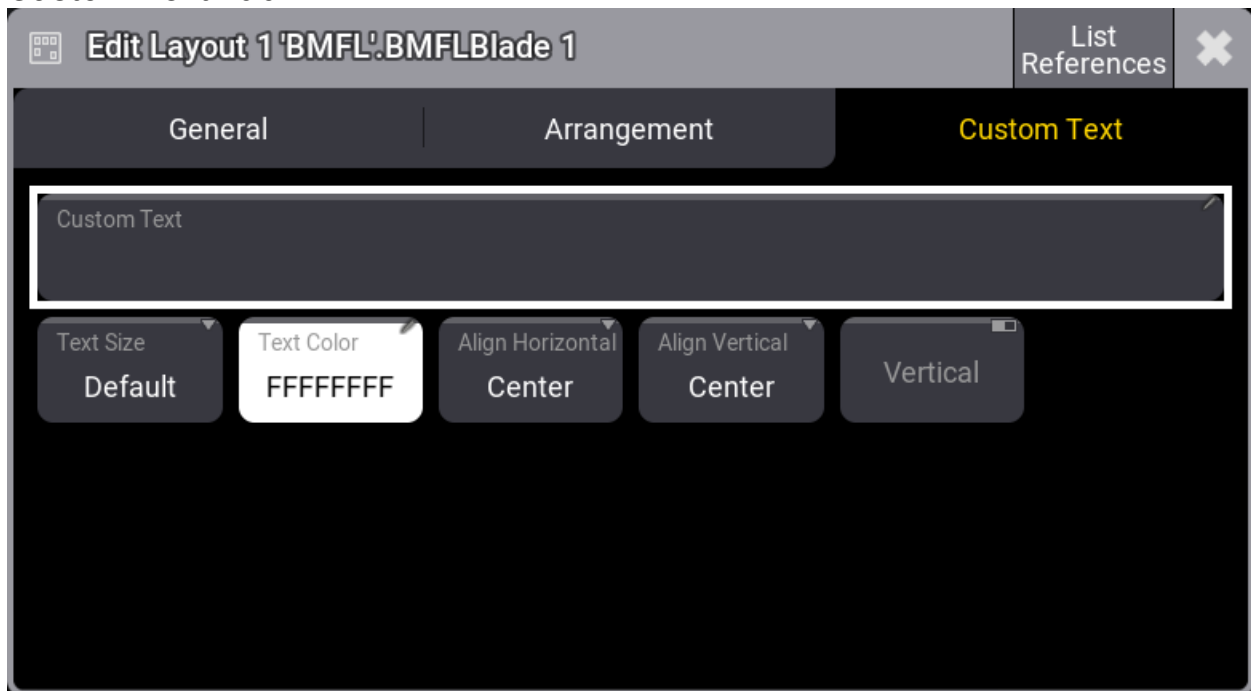 Edit Layout 1 'BMFL'.BMFLBlade 1
List
References
General
Arrangement
Custom Text
Custom Text
Text Size
Default
Text Color
FFFFFFFF
Align Horizontal
Center
Align Vertical
Center
Vertical